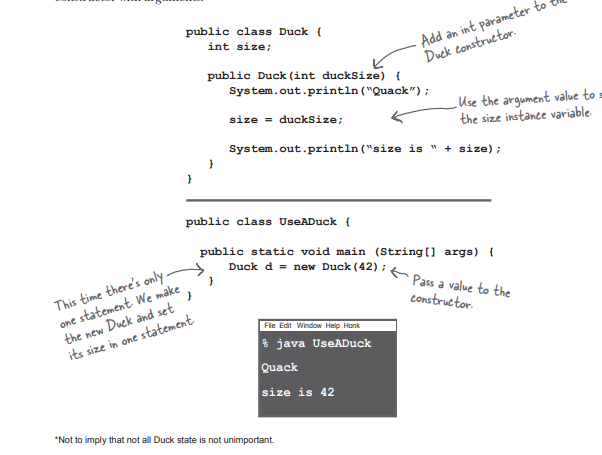 constructor with arguments.
public class Duck {
int size;
Add an int parameter to the
Duck constructor.
public Duck(int duckSize) {
System.out.println(“Quack”);
Use the argument value to s
size = duckSize;
the size instance variable.
System.out.println(“size is “ + size);
}
}
public class UseADuck {
public static void main (String[] args) {
Duck d = new Duck(42);
}
}
This time there's only
one statement. We make
the new Duck and set
its size in one statement.
Pass a value to the
constructor.
File Edit Window Help Honk
% java UseADuck
Quack
size is 42
*Not to imply that not all Duck state is not unimportant.